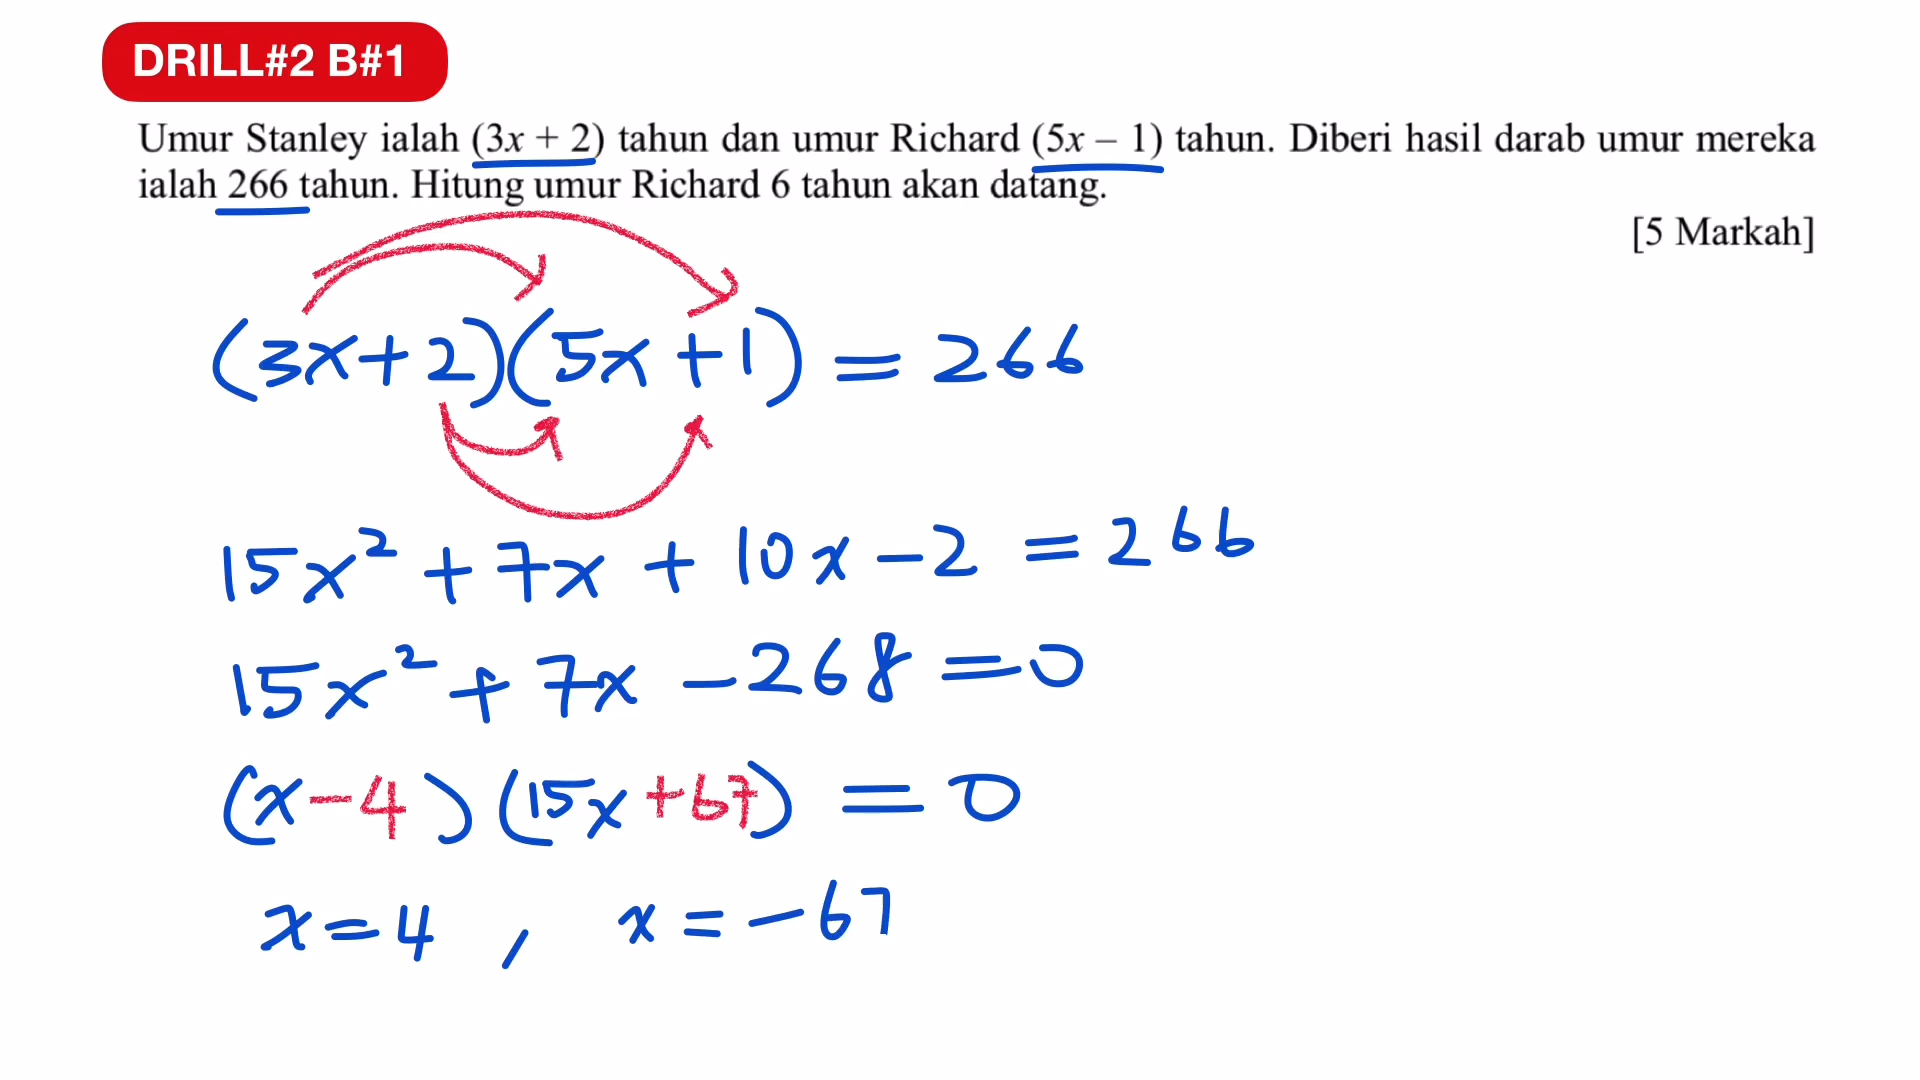 DRILL#2 B#1
Umur Stanley ialah (3x + 2) tahun dan umur Richard (5x – 1) tahun. Diberi hasil darab umur mereka
ialah 266 tahun. Hitung umur Richard 6 tahun akan datang.
[5 Markah]
(3x+2)(5x+1) = 266
15x² + 7x + 10x - 2 = 266
15x² + 7x - 268 = 0
(x-4)(15x+67) = 0
x = 4 , x = -67